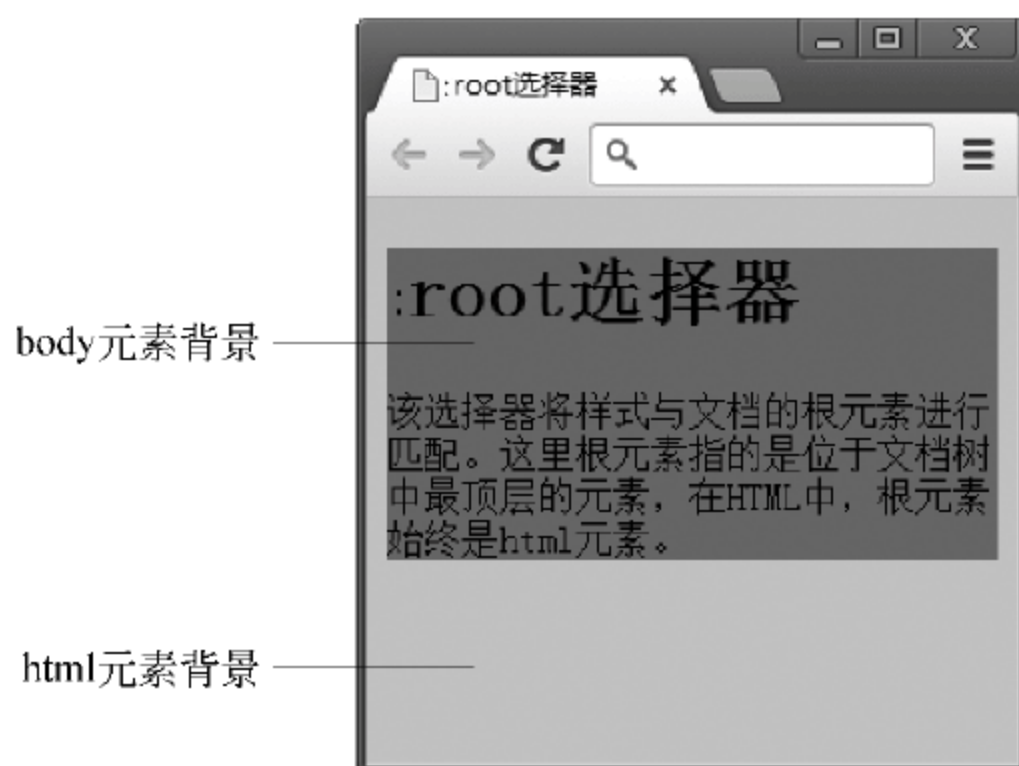 :root选择器
:root选择器
body元素背景
该选择器将样式与文档的根元素进行
匹配。这里根元素指的是位于文档树
中最顶层的元素，在HTML中，根元素
始终是html元素。
html元素背景